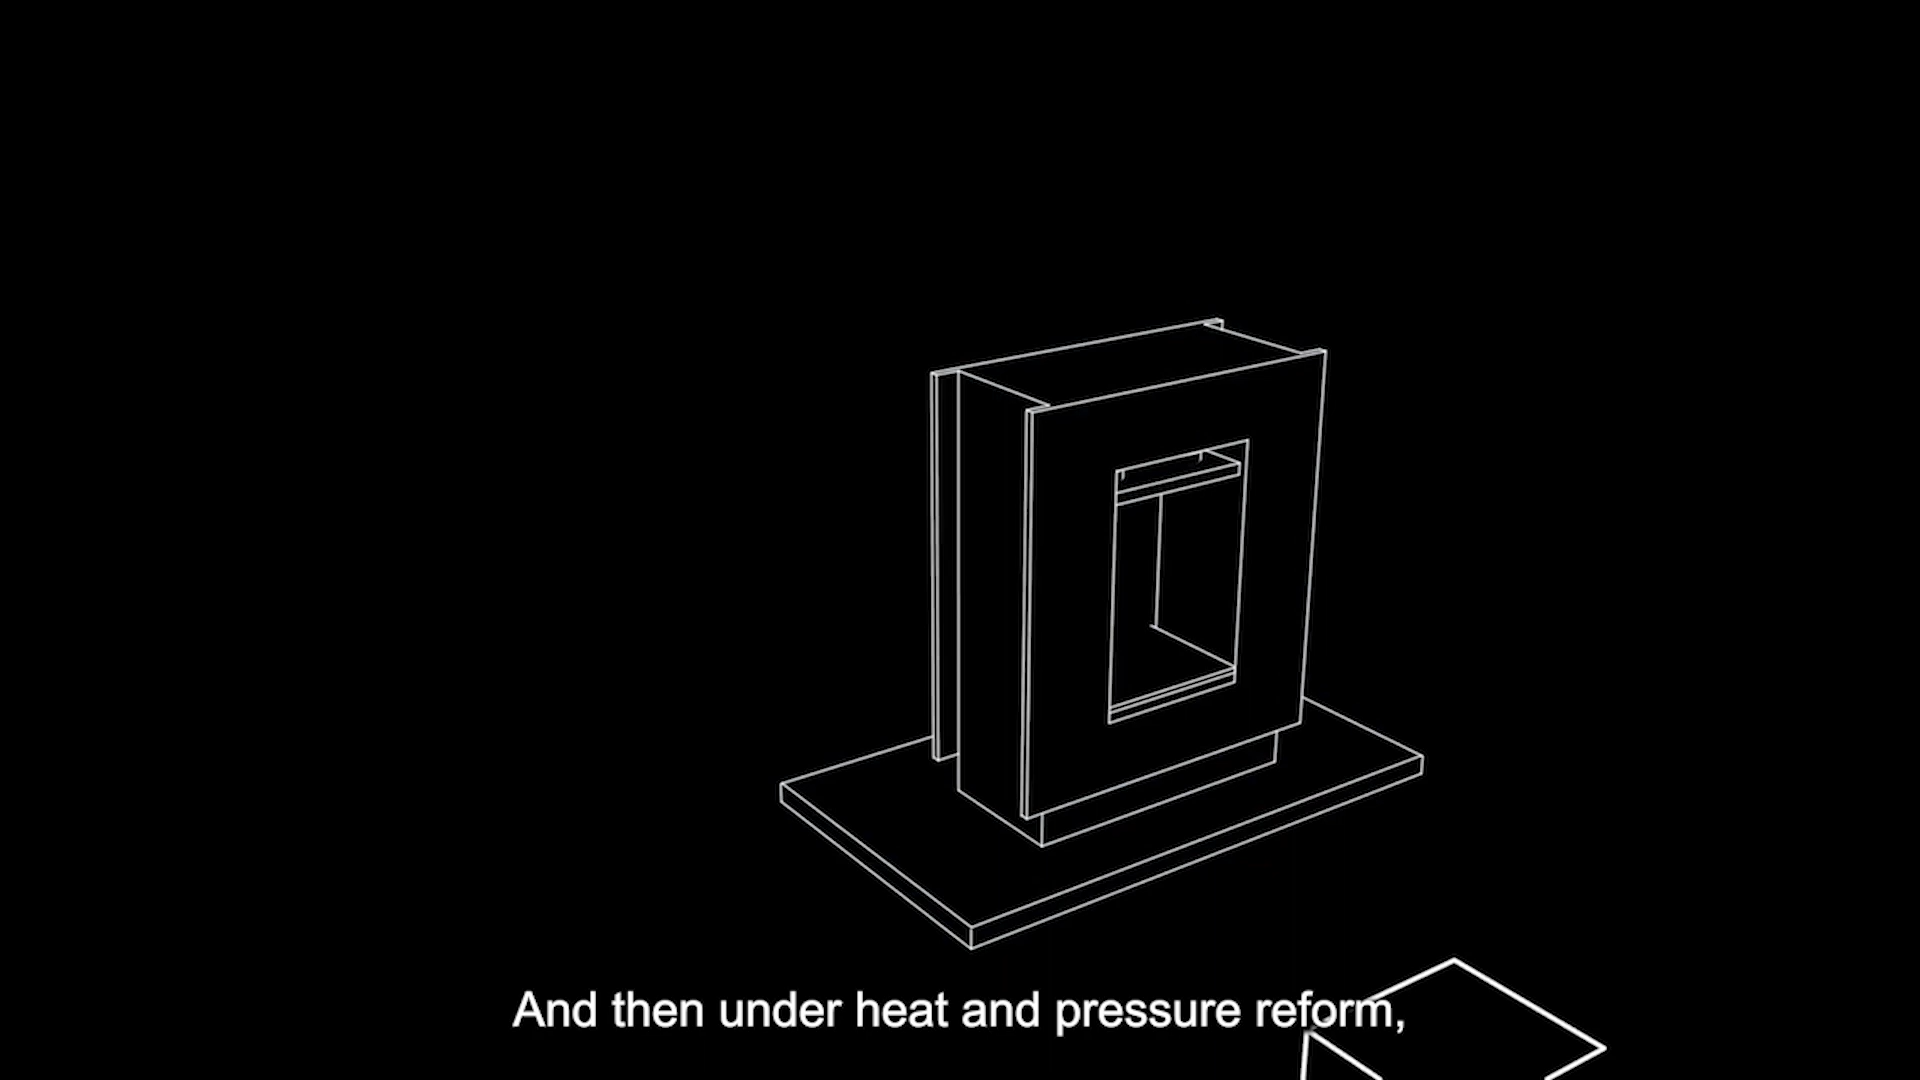 And then under heat and pressure reform,